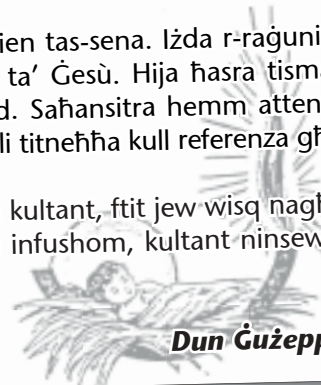 ien tas-sena. Iżda r-raġuni
ta’ Ġesù. Hija ħasra tisma
d. Saħansitra hemm atten
li titneħħa kull referenza għ
kultant, ftit jew wisq nagħ
infushom, kultant ninsew
Dun Ġużepp